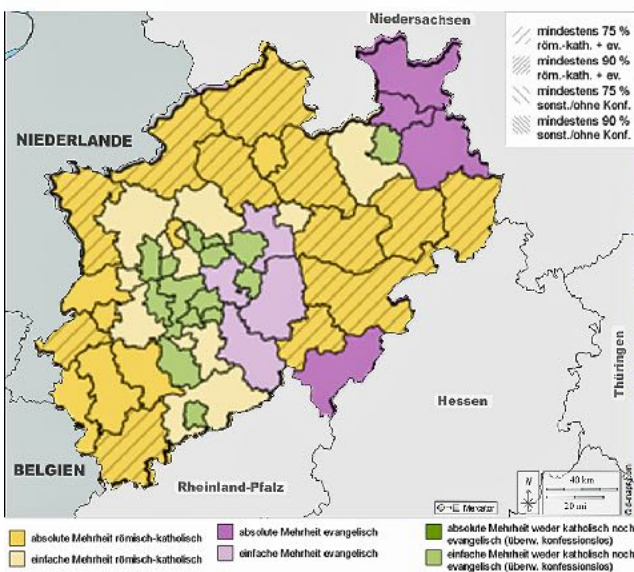 Niedersachsen
mindestens 75 %
röm.-kath. + ev.
mindestens 90 %
röm.-kath. + ev.
mindestens 75 %
sonst./ohne Konf.
mindestens 90 %
sonst./ohne Konf.
NIEDERLANDE
Thüringen
Hessen
BELGIEN
Rheinland-Pfalz
N
40 km
20 mi
Mercator
© d-maps.com
absolute Mehrheit römisch-katholisch
einfache Mehrheit römisch-katholisch
absolute Mehrheit evangelisch
einfache Mehrheit evangelisch
absolute Mehrheit weder katholisch noch
evangelisch (überw. konfessionslos)
einfache Mehrheit weder katholisch noch
evangelisch (überw. konfessionslos)